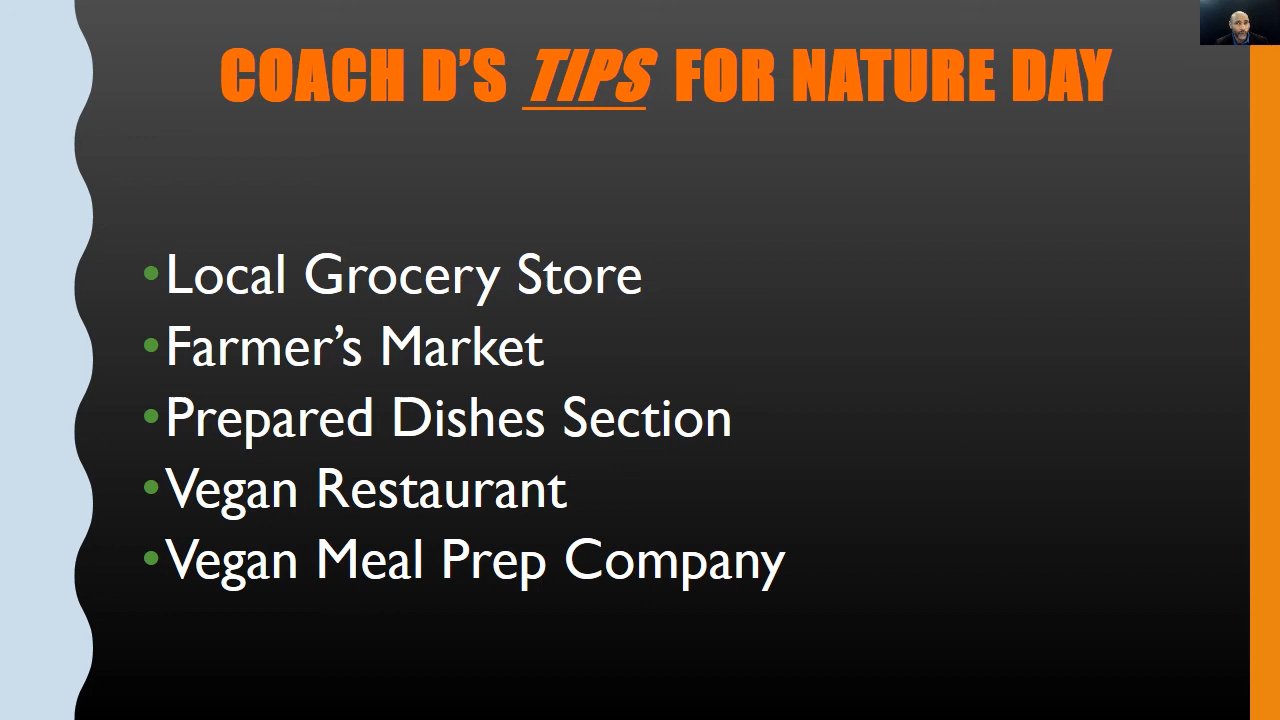 COACH D’S TIPS FOR NATURE DAY
•Local Grocery Store
•Farmer’s Market
•Prepared Dishes Section
•Vegan Restaurant
•Vegan Meal Prep Company